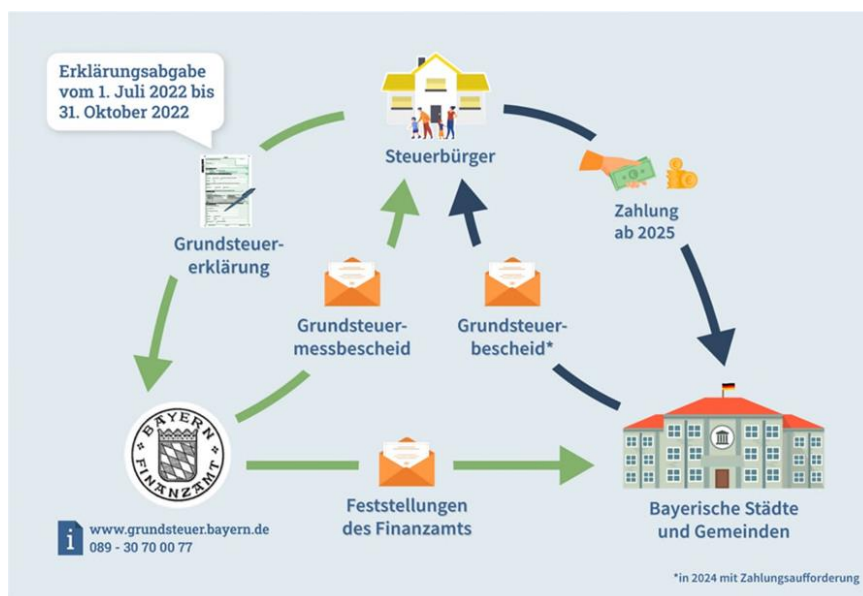 Erklärungsabgabe
vom 1. Juli 2022 bis
31. Oktober 2022
Steuerbürger
Grundsteuer-
erklärung
Zahlung
ab 2025
Grundsteuer-
messbescheid
Grundsteuer-
bescheid*
BAYERN
FINANZAMT
Feststellungen
des Finanzamts
Bayerische Städte
und Gemeinden
i
www.grundsteuer.bayern.de
089 - 30 70 00 77
*in 2024 mit Zahlungsaufforderung